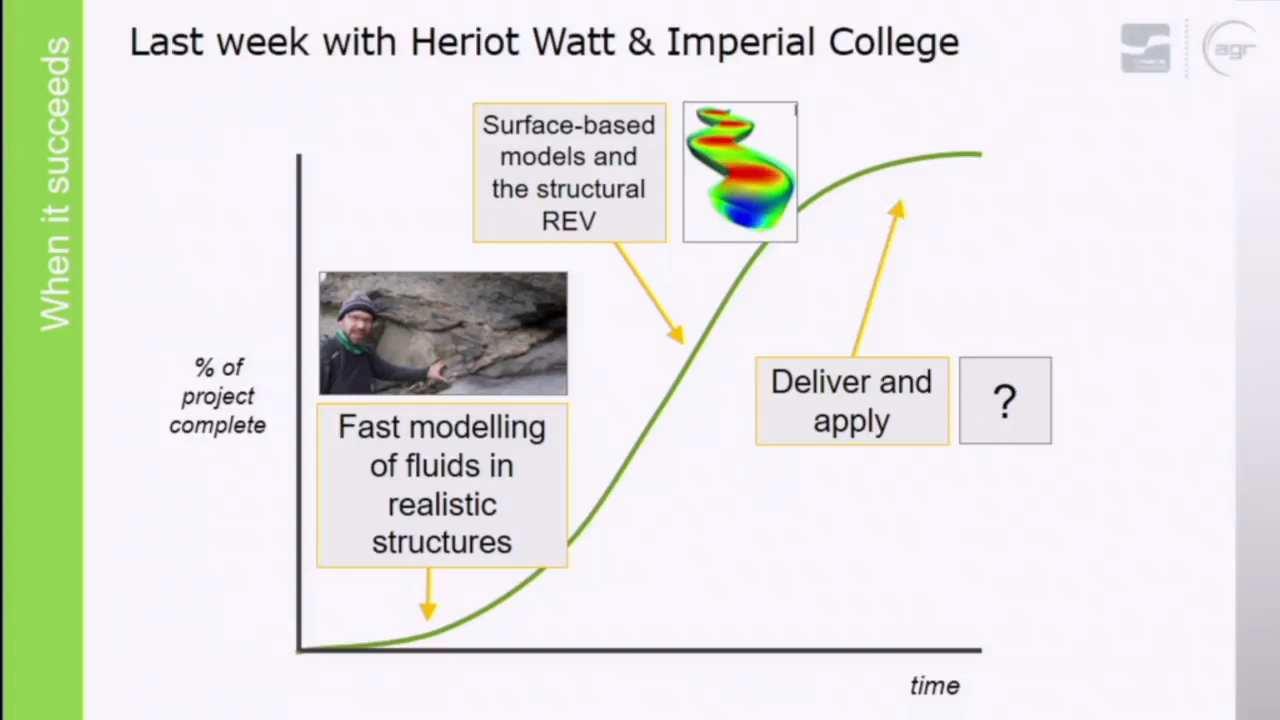 Last week with Heriot Watt & Imperial College
When it succeeds
agr
Surface-based
models and
the structural
REV
% of
project
complete
Fast modelling
of fluids in
realistic
structures
Deliver and
apply
?
time